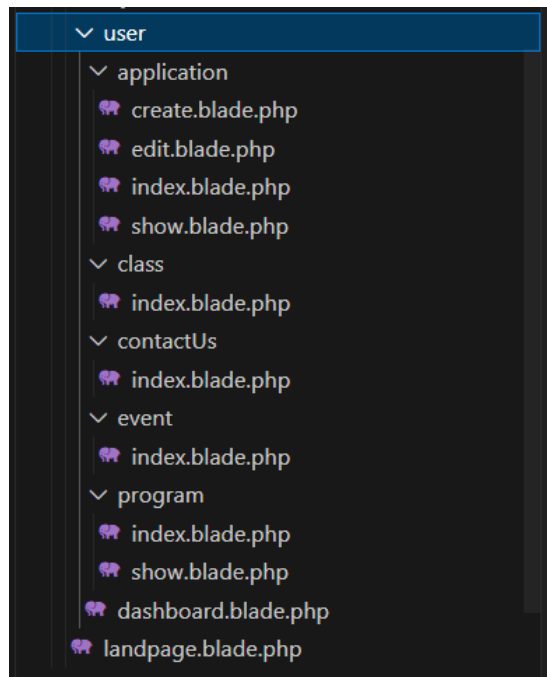 user
application
create.blade.php
edit.blade.php
index.blade.php
show.blade.php
class
index.blade.php
contactUs
index.blade.php
event
index.blade.php
program
index.blade.php
show.blade.php
dashboard.blade.php
landpage.blade.php